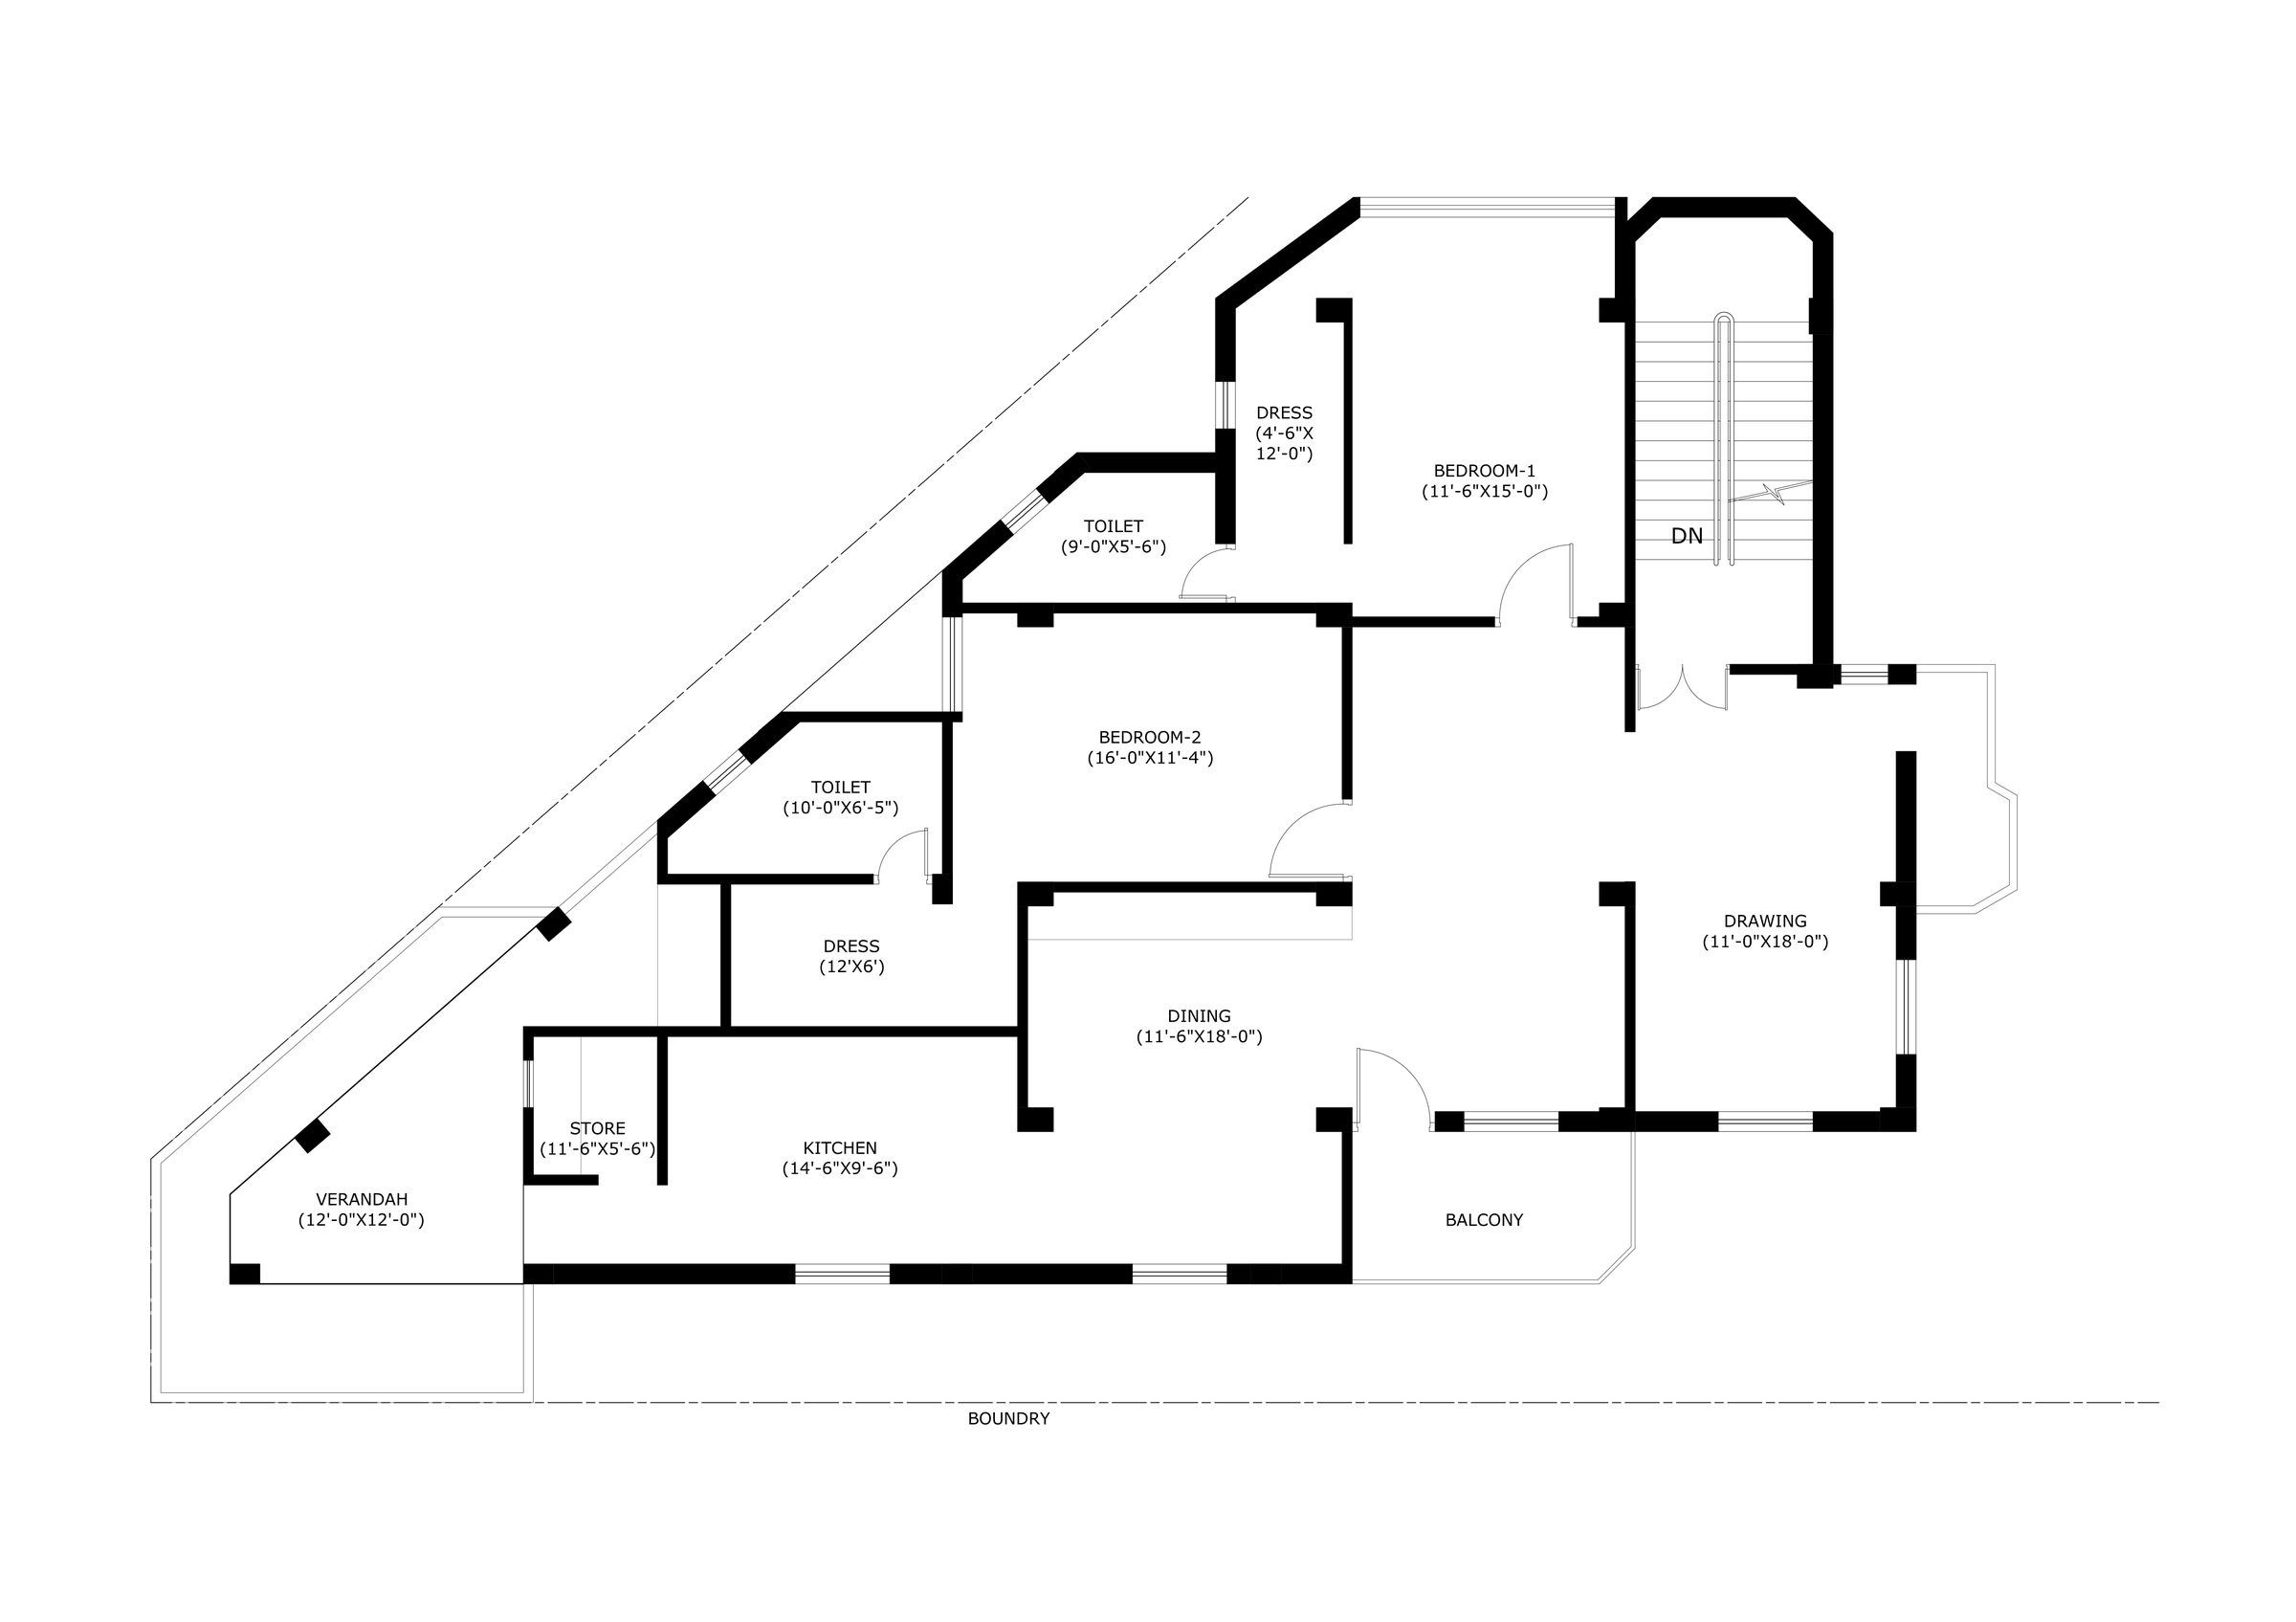 DRESS
(4'-6"X
12'-0")
BEDROOM-1
(11'-6"X15'-0")
TOILET
(9'-0"X5'-6")
DN
BEDROOM-2
(16'-0"X11'-4")
TOILET
(10'-0"X6'-5")
DRAWING
(11'-0"X18'-0")
DRESS
(12'X6')
DINING
(11'-6"X18'-0")
STORE
(11'-6"X5'-6")
KITCHEN
(14'-6"X9'-6")
VERANDAH
(12'-0"X12'-0")
BALCONY
BOUNDRY